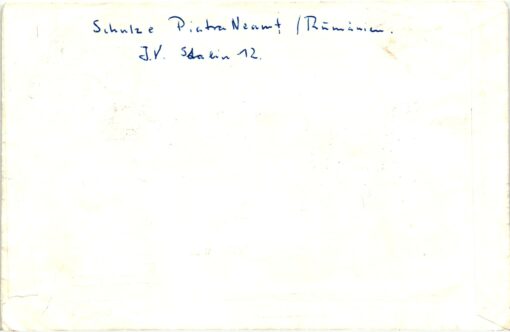 Schulze Piatra Neamț / Rumänien.
J.V. Stalin 12.